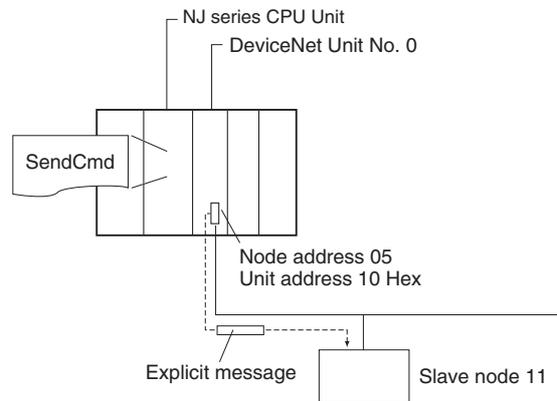 NJ series CPU Unit
DeviceNet Unit No. 0
SendCmd
Node address 05
Unit address 10 Hex
Explicit message
Slave node 11